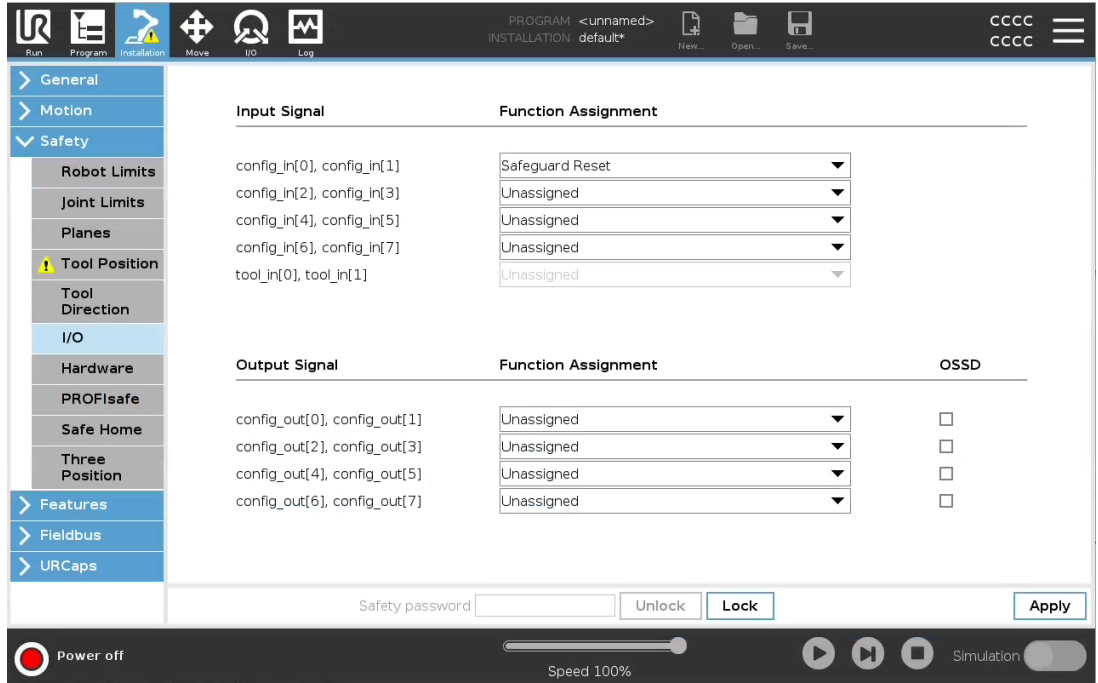 PROGRAM <unnamed>
INSTALLATION default*
CCCC
CCCC
UR
Run Program Installation Move I/O Log New... Open... Save...
General
Motion
Safety
Robot Limits
Joint Limits
Planes
Tool Position
Tool
Direction
I/O
Hardware
PROFIsafe
Safe Home
Three
Position
Features
Fieldbus
URCaps
Input Signal Function Assignment
config_in[0], config_in[1] Safeguard Reset
config_in[2], config_in[3] Unassigned
config_in[4], config_in[5] Unassigned
config_in[6], config_in[7] Unassigned
tool_in[0], tool_in[1] Unassigned
Output Signal Function Assignment OSSD
config_out[0], config_out[1] Unassigned
config_out[2], config_out[3] Unassigned
config_out[4], config_out[5] Unassigned
config_out[6], config_out[7] Unassigned
Safety password Unlock Lock Apply
Power off
Speed 100%
Simulation